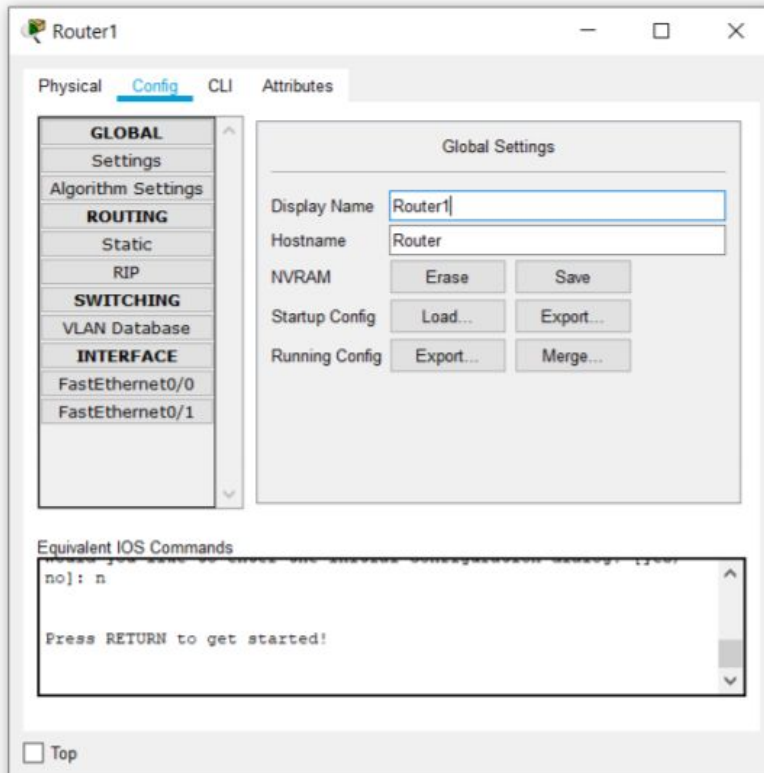 Router1
Physical Config CLI Attributes
GLOBAL
Settings
Algorithm Settings
ROUTING
Static
RIP
SWITCHING
VLAN Database
INTERFACE
FastEthernet0/0
FastEthernet0/1
Global Settings
Display Name Router1
Hostname Router
NVRAM Erase Save
Startup Config Load... Export...
Running Config Export... Merge...
Equivalent IOS Commands
no]: n
Press RETURN to get started!
Top